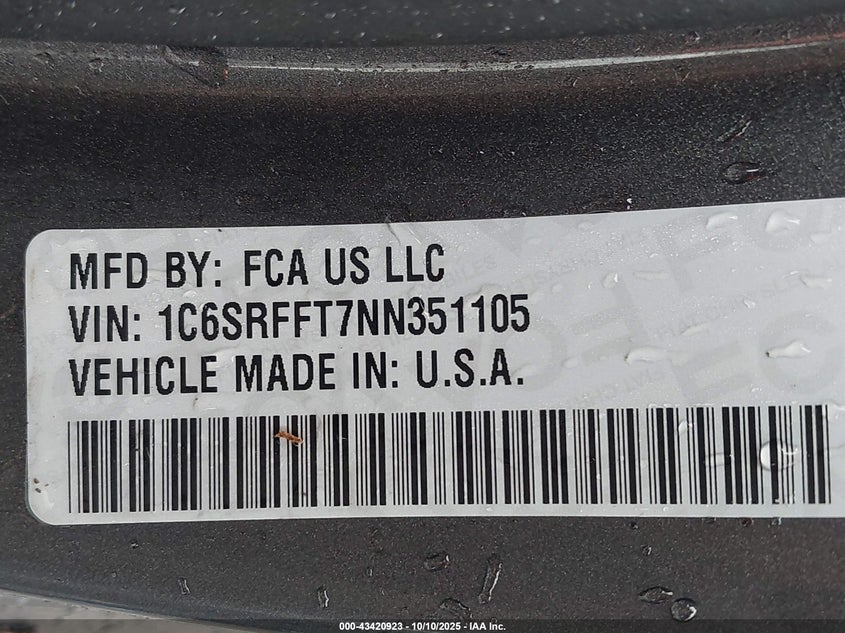 MFD BY: FCA US LLC
VIN: 1C6SRFFT7NN351105
VEHICLE MADE IN: U.S.A.
000-43420923 - 10/10/2025 - IAA Inc.